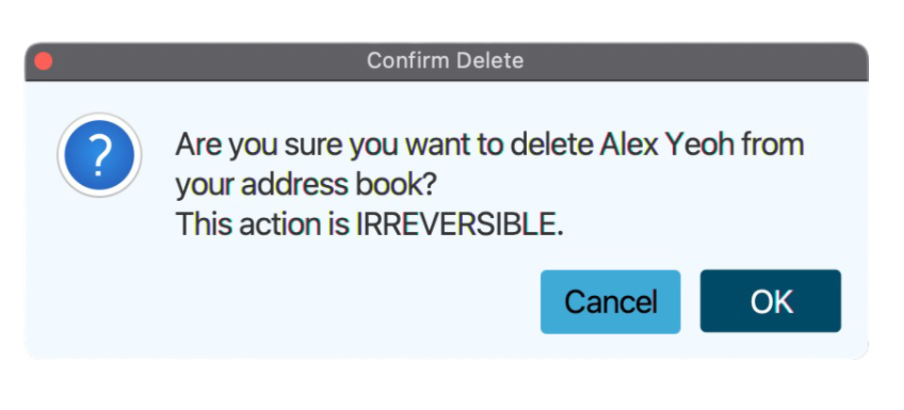 Confirm Delete
?
Are you sure you want to delete Alex Yeoh from
your address book?
This action is IRREVERSIBLE.
Cancel OK